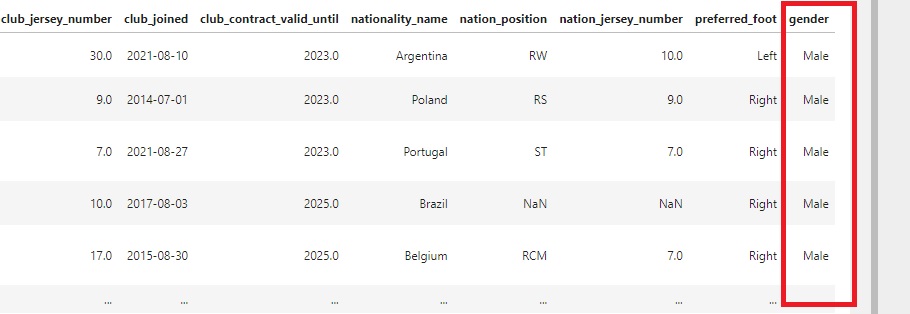 club_jersey_number club_joined club_contract_valid_until nationality_name nation_position nation_jersey_number preferred_foot gender
30.0 2021-08-10 2023.0 Argentina RW 10.0 Left Male
9.0 2014-07-01 2023.0 Poland RS 9.0 Right Male
7.0 2021-08-27 2023.0 Portugal ST 7.0 Right Male
10.0 2017-08-03 2025.0 Brazil NaN NaN Right Male
17.0 2015-08-30 2025.0 Belgium RCM 7.0 Right Male
... ... ... ... ... ... ...